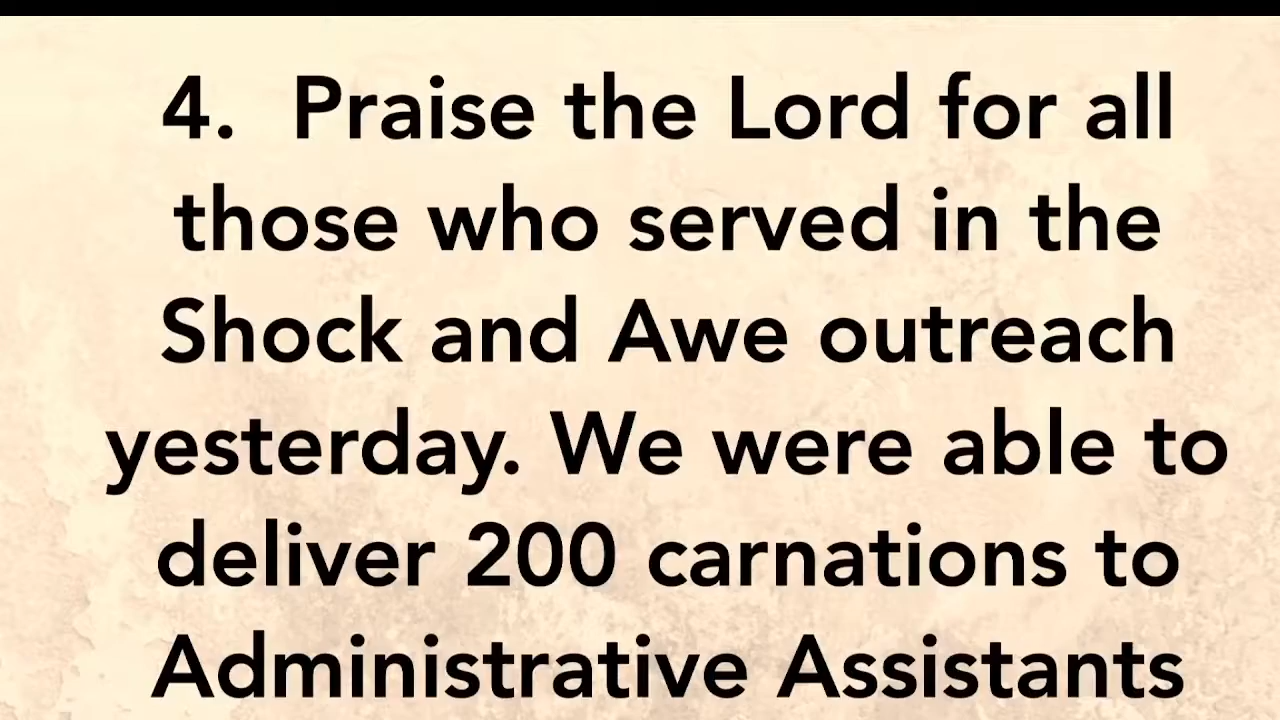 4. Praise the Lord for all
those who served in the
Shock and Awe outreach
yesterday. We were able to
deliver 200 carnations to
Administrative Assistants